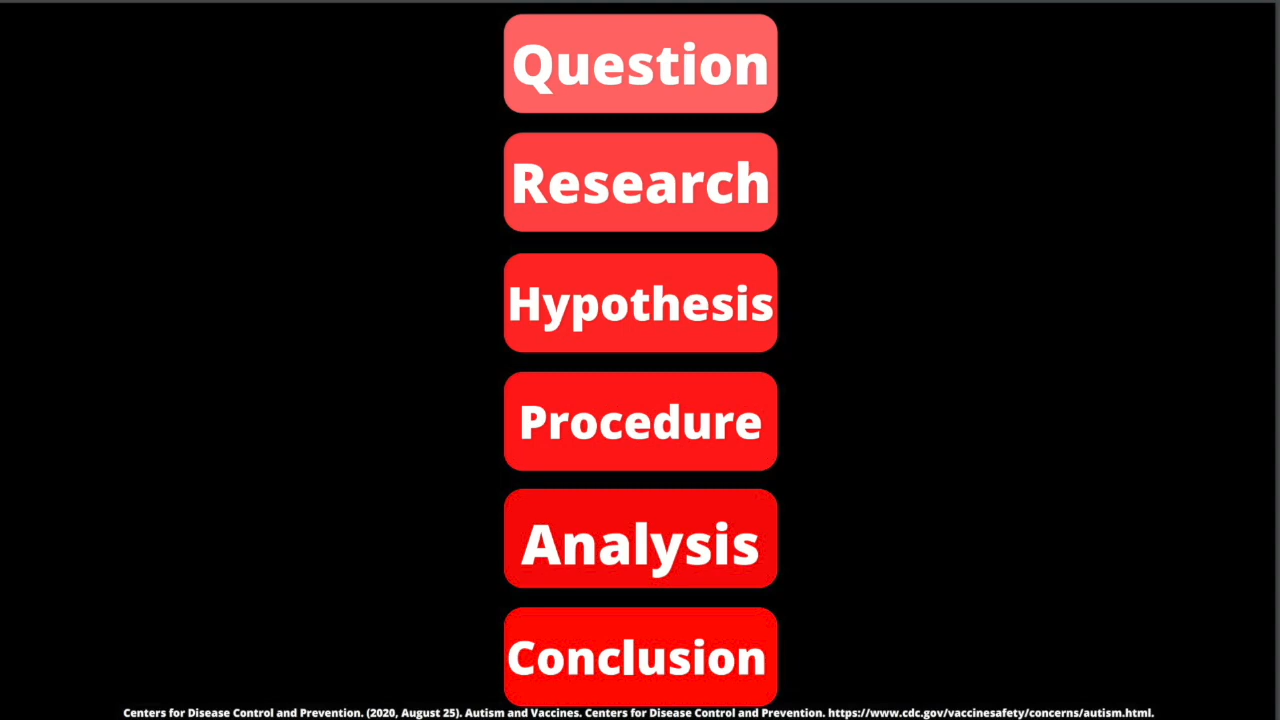 Question
Research
Hypothesis
Procedure
Analysis
Conclusion
Centers for Disease Control and Prevention. (2020, August 25). Autism and Vaccines. Centers for Disease Control and Prevention. https://www.cdc.gov/vaccinesafety/concerns/autism.html.